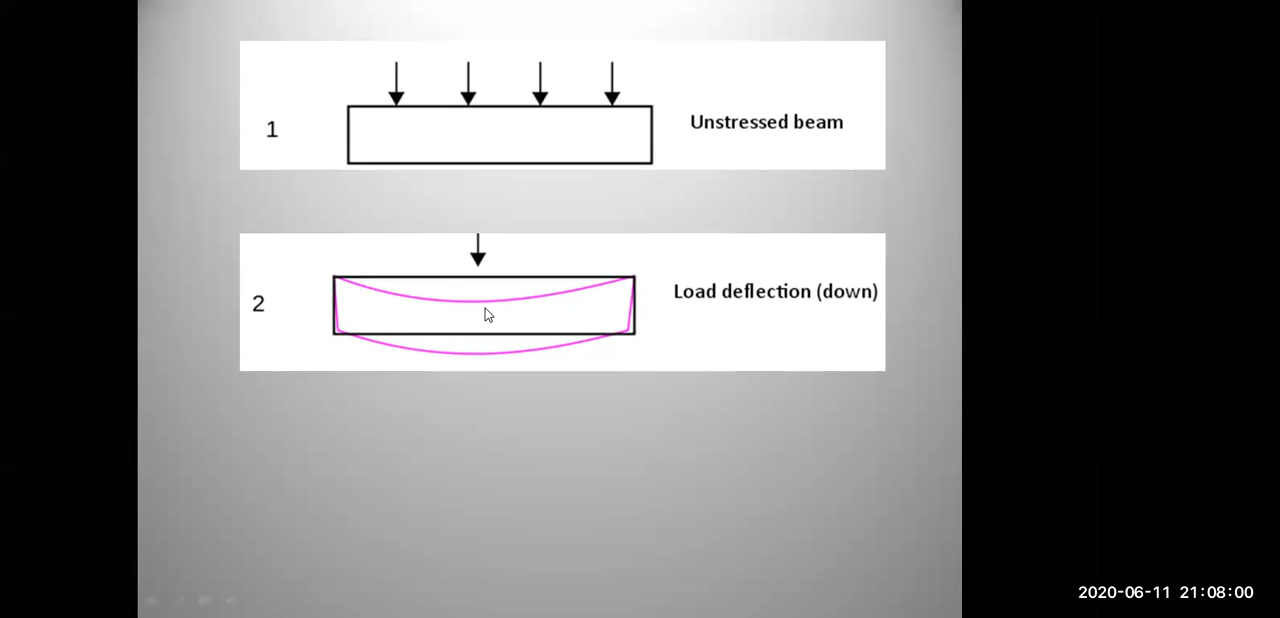 1
Unstressed beam
2
Load deflection (down)
2020-06-11 21:08:00